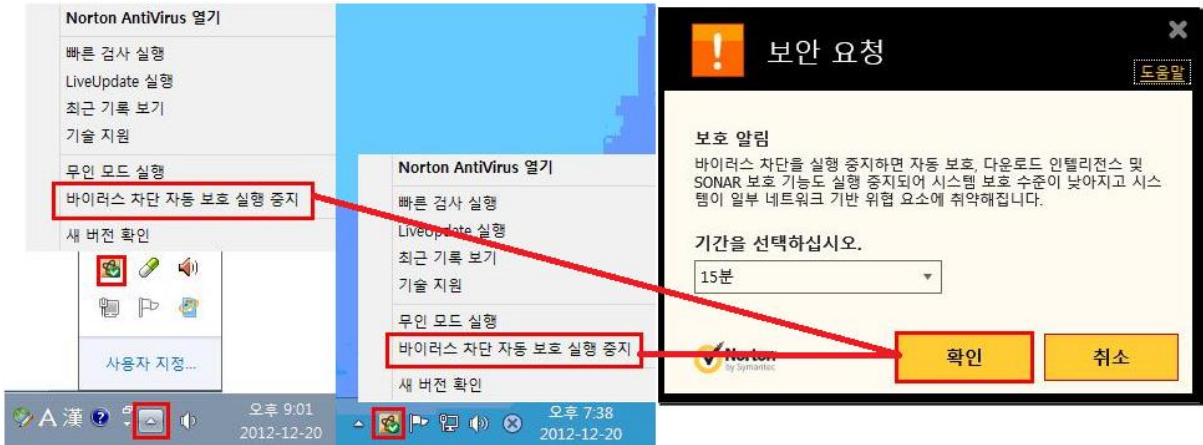 Norton AntiVirus 열기
빠른 검사 실행
LiveUpdate 실행
최근 기록 보기
기술 지원
무인 모드 실행
바이러스 차단 자동 보호 실행 중지
새 버전 확인
사용자 지정...
A 漢
오후 9:01
2012-12-20
Norton AntiVirus 열기
빠른 검사 실행
LiveUpdate 실행
최근 기록 보기
기술 지원
무인 모드 실행
바이러스 차단 자동 보호 실행 중지
새 버전 확인
오후 7:38
2012-12-20
보안 요청
도움말
보호 알림
바이러스 차단을 실행 중지하면 자동 보호, 다운로드 인텔리전스 및
SONAR 보호 기능도 실행 중지되어 시스템 보호 수준이 낮아지고 시스
템이 일부 네트워크 기반 위협 요소에 취약해집니다.
기간을 선택하십시오.
15분
Norton
by Symantec
확인
취소